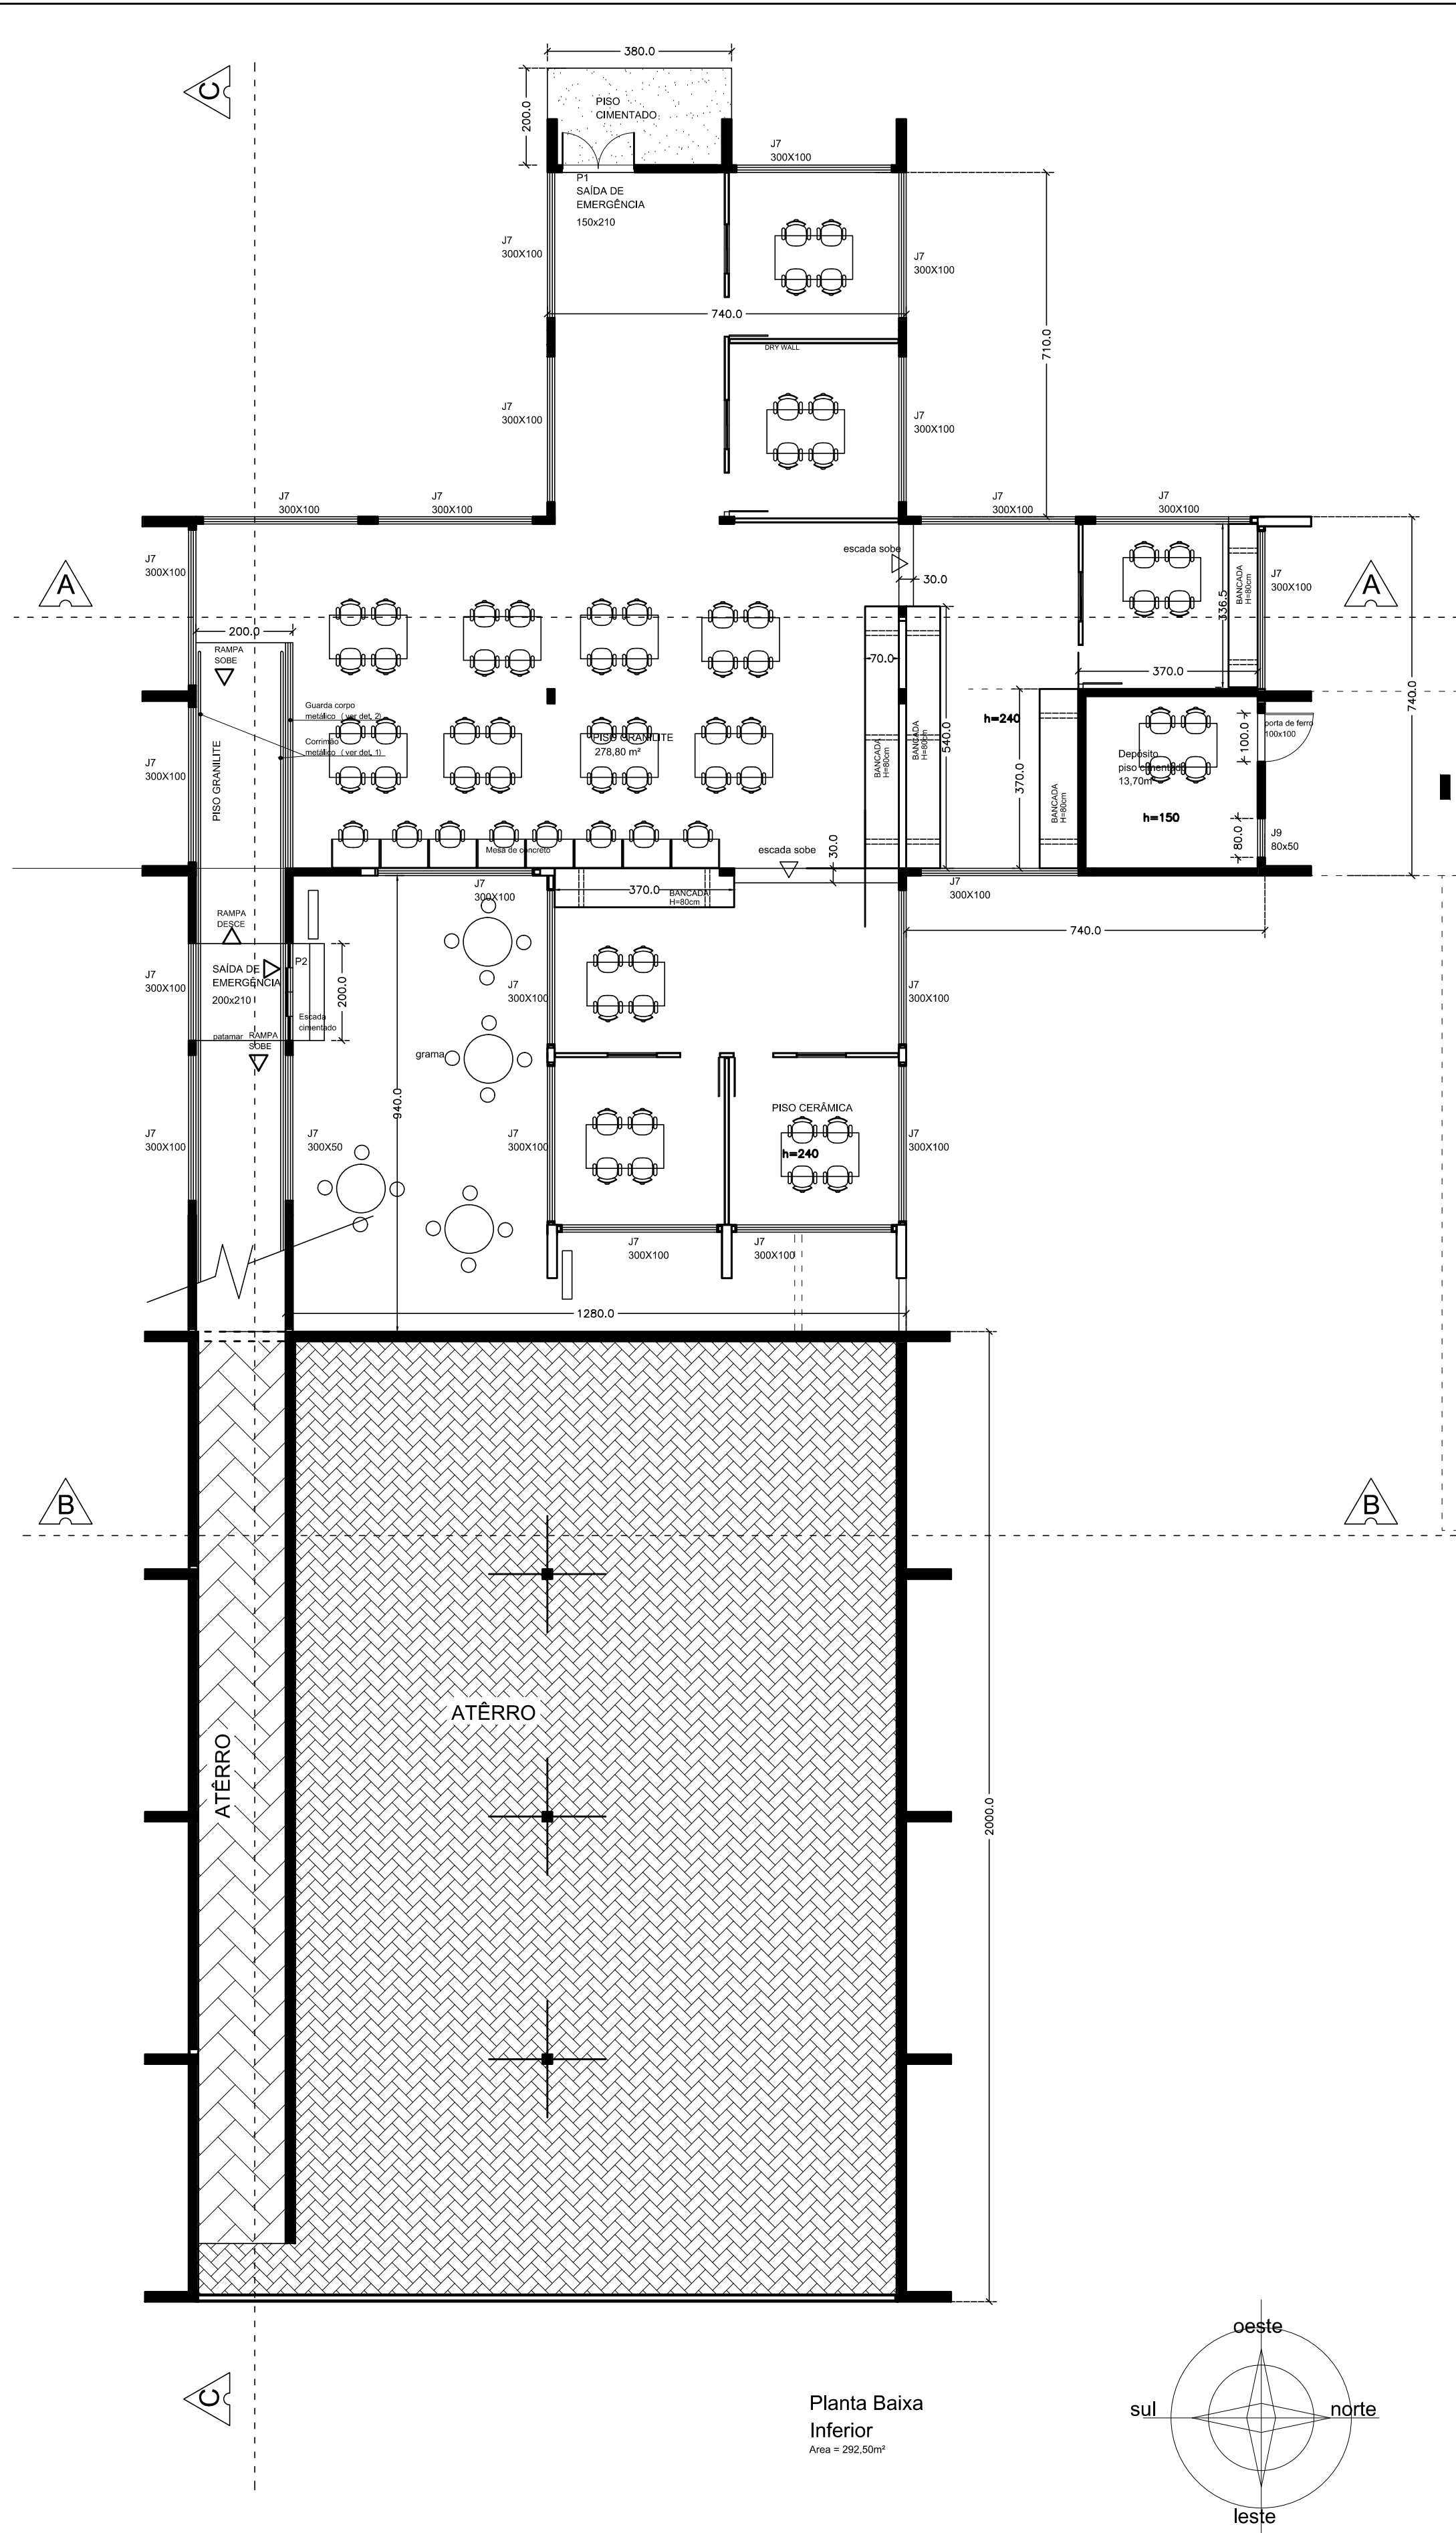 380.0
C
200.0
PISO
CIMENTADO
J7
300X100
P1
SAÍDA DE
EMERGÊNCIA
150x210
J7
300X100
J7
300X100
740.0
710.0
DRY WALL
J7
300X100
J7
300X100
J7
300X100
J7
300X100
J7
300X100
J7
300X100
escada sobe
J7
300X100
A
A
30.0
BANCADA
H=80cm
J7
300X100
336.5
200.0
RAMPA
SOBE
70.0
370.0
740.0
Guarda corpo
metálico ( ver det. 2)
h=240
PISO GRANILITE
278,80 m²
Corrimão
metálico ( ver det. 1)
540.0
100.0
porta de ferro
100x100
J7
300X100
PISO GRANILITE
BANCADA
H=80cm
BANCADA
H=80cm
370.0
BANCADA
H=80cm
Depósito
piso cimentado
13,70m²
h=150
80.0
J9
80x50
Mesa de concreto
escada sobe
30.0
J7
300X100
370.0
BANCADA
H=80cm
J7
300X100
RAMPA
DESCE
740.0
P2
SAÍDA DE
EMERGÊNCIA
200x210
J7
300X100
200.0
J7
300X100
J7
300X100
Escada
cimentado
patamar
RAMPA
SOBE
grama
940.0
PISO CERÂMICA
J7
300X100
J7
300X50
J7
300X100
J7
300X100
h=240
J7
300X100
J7
300X100
1280.0
B
B
ATÊRRO
ATÊRRO
2000.0
oeste
C
Planta Baixa
Inferior
Area = 292,50m²
sul
norte
leste